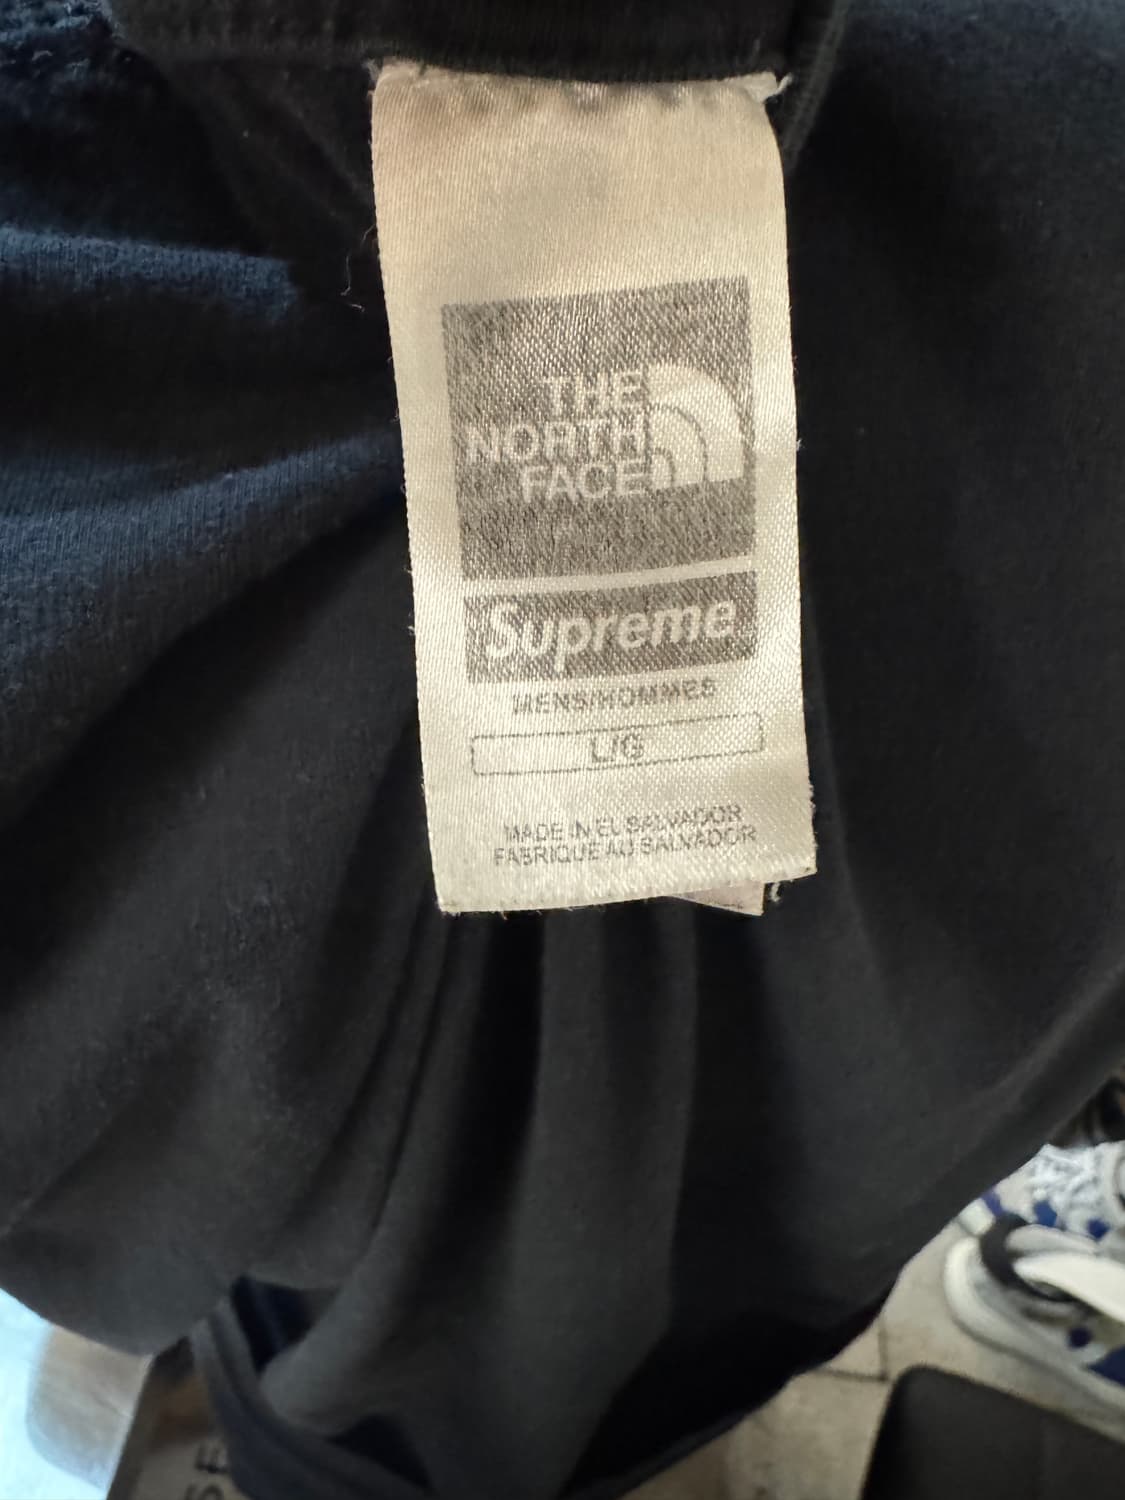 THE
NORTH
FACE
Supreme
MENS/HOMMES
L/G
MADE IN EL SALVADOR
FABRIQUE AU SALVADOR